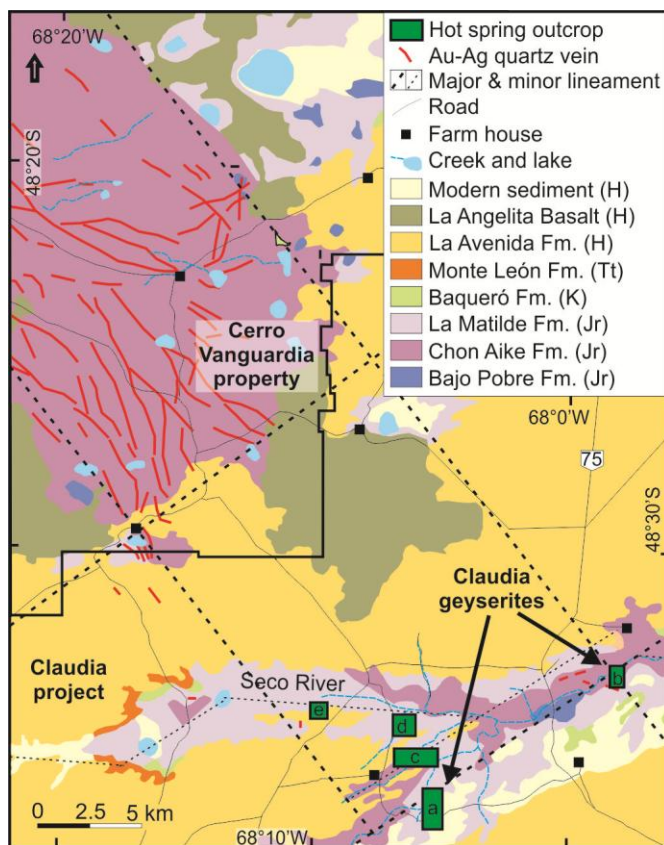 68°20'W
48°20'S
Hot spring outcrop
Au-Ag quartz vein
Major & minor lineament
Road
Farm house
Creek and lake
Modern sediment (H)
La Angelita Basalt (H)
La Avenida Fm. (H)
Monte León Fm. (Tt)
Baqueró Fm. (K)
La Matilde Fm. (Jr)
Chon Aike Fm. (Jr)
Bajo Pobre Fm. (Jr)
Cerro
Vanguardia
property
68°0'W
75
48°30'S
Claudia
geyserites
Claudia
project
Seco River
b
e
d
c
a
0 2.5 5 km
68°10'W